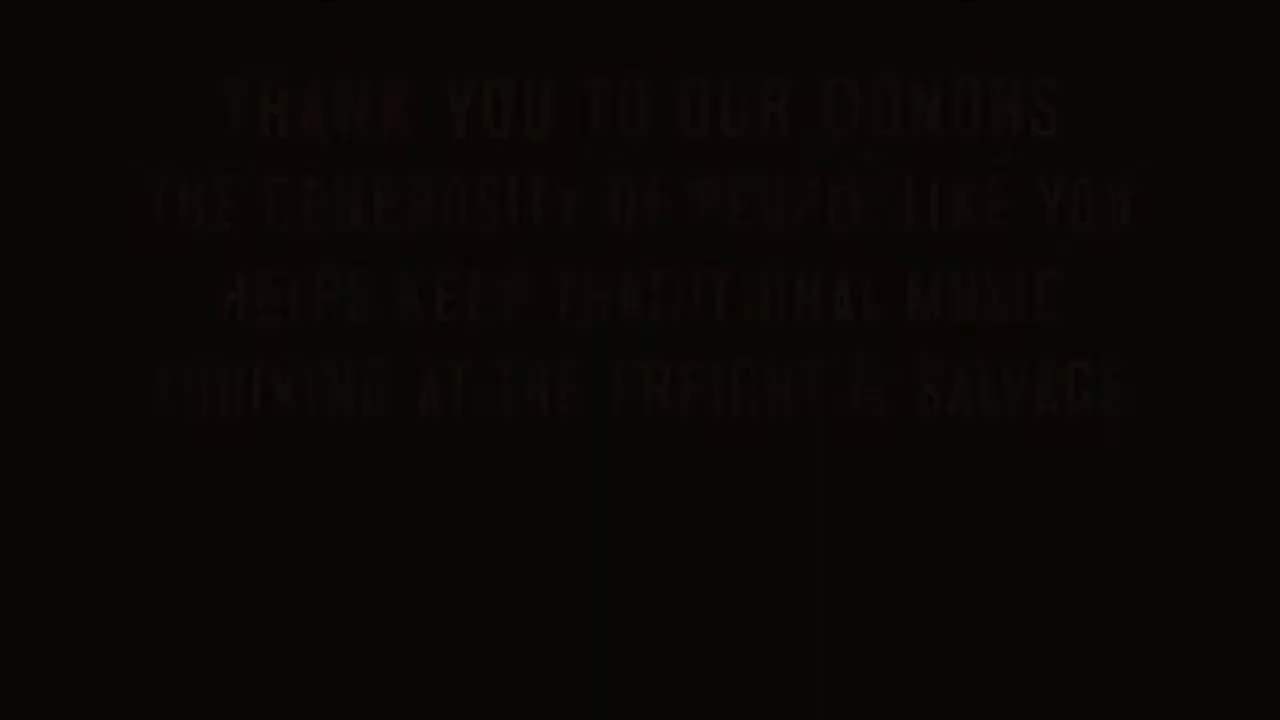 THANK YOU TO OUR DONORS
THE GENEROSITY OF PEOPLE LIKE YOU
HELPS KEEP TRADITIONAL MUSIC
THRIVING AT THE FREIGHT & SALVAGE